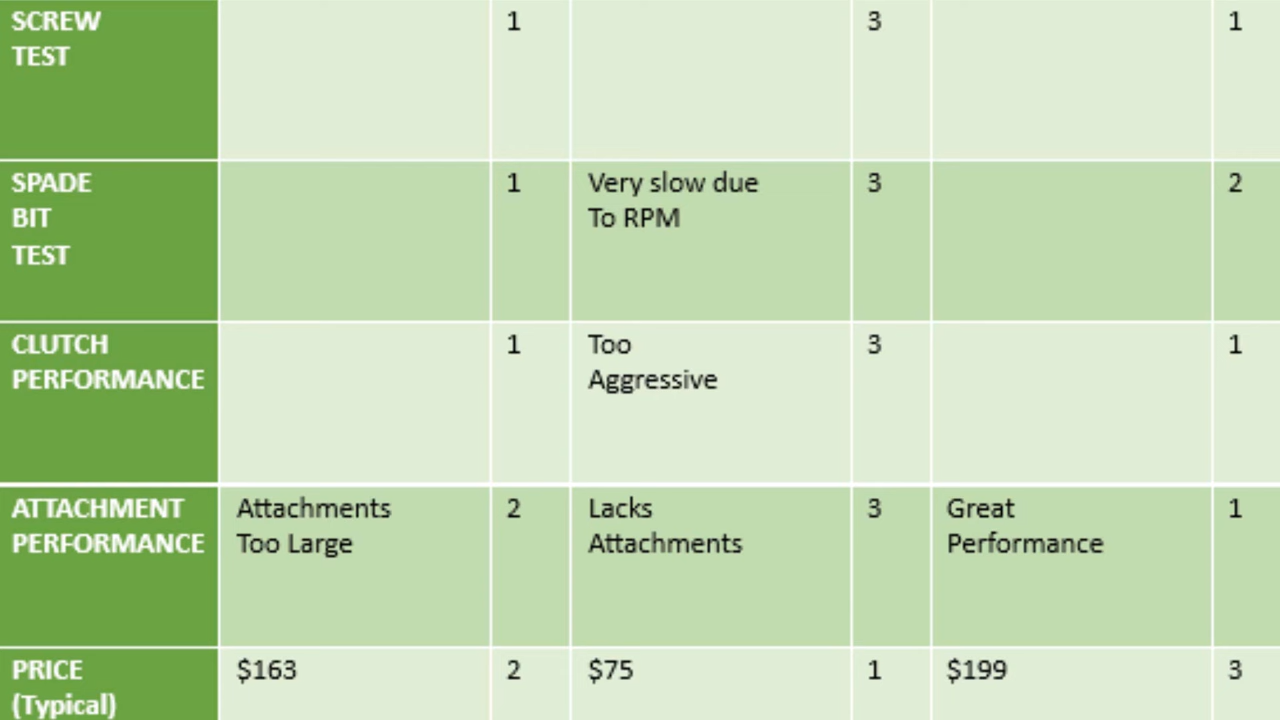 SCREW
TEST
1
3
1
SPADE
BIT
TEST
1
Very slow due
To RPM
3
2
CLUTCH
PERFORMANCE
1
Too
Aggressive
3
1
ATTACHMENT
PERFORMANCE
Attachments
Too Large
2
Lacks
Attachments
3
Great
Performance
1
PRICE
(Typical)
$163
2
$75
1
$199
3